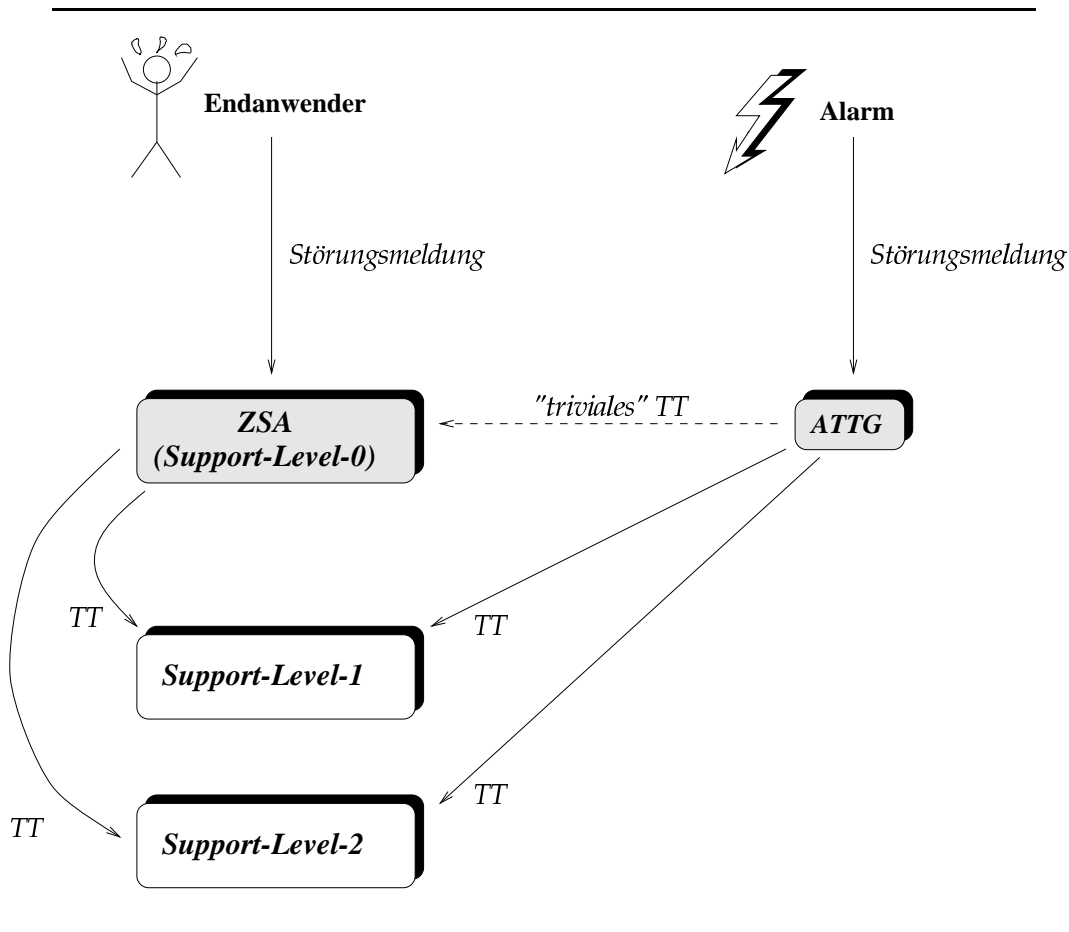 Endanwender
Alarm
Störungsmeldung
Störungsmeldung
"triviales" TT
ZSA
(Support-Level-0)
ATTG
TT
TT
Support-Level-1
TT
TT
Support-Level-2